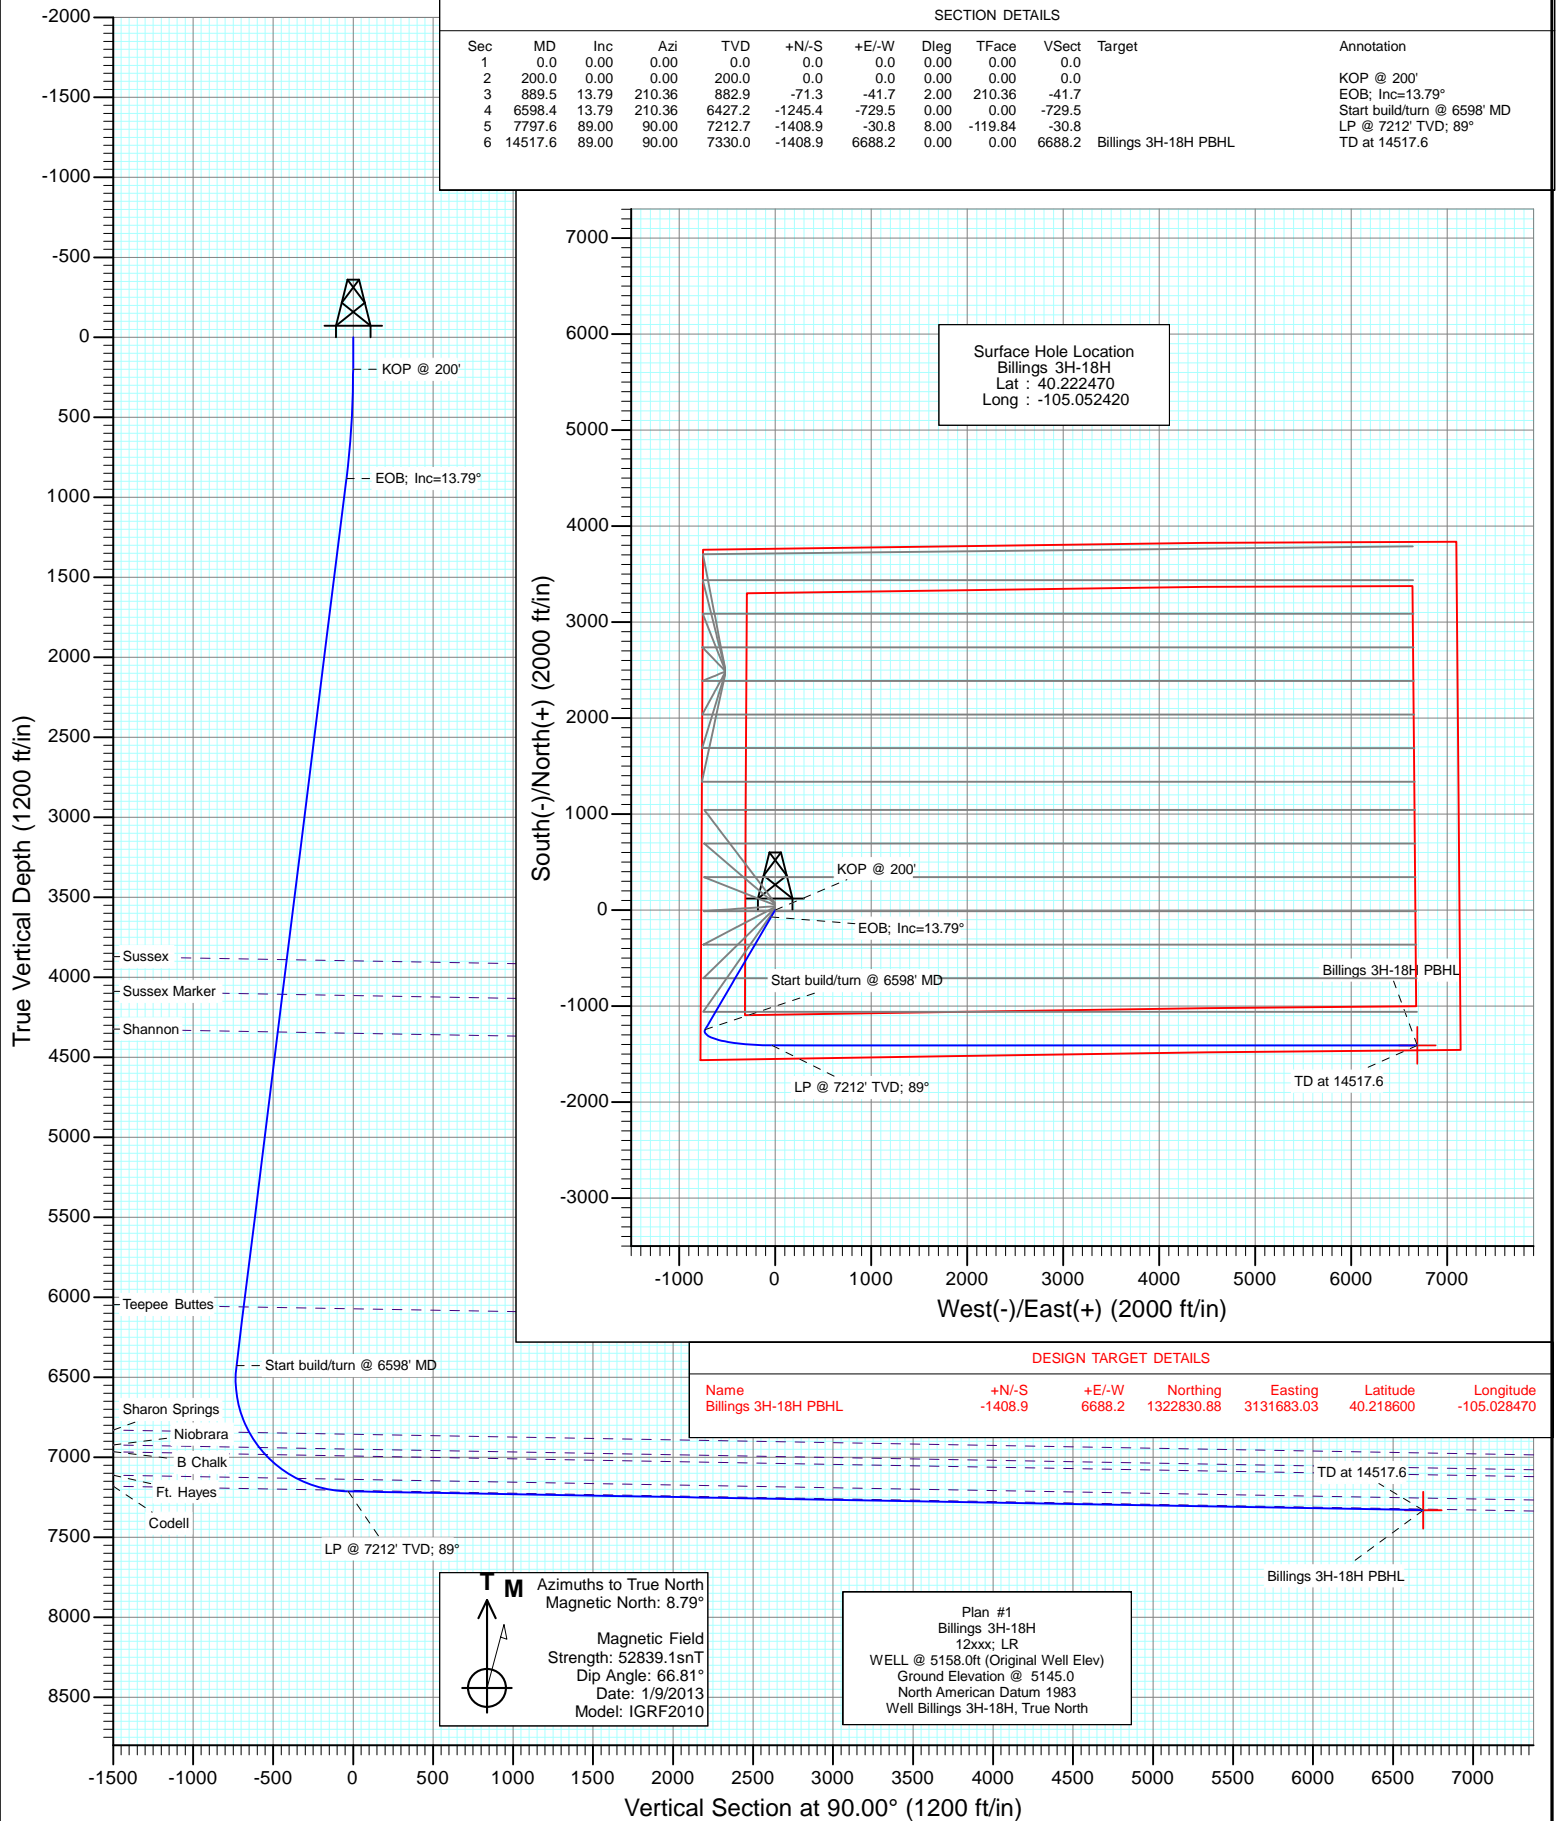 SECTION DETAILS
Sec MD Inc Azi TVD +N/-S +E/-W Dleg TFace VSect Target Annotation
1 0.0 0.00 0.00 0.0 0.0 0.0 0.00 0.00 0.0
2 200.0 0.00 0.00 200.0 0.0 0.0 0.00 0.00 0.0 KOP @ 200'
3 889.5 13.79 210.36 882.9 -71.3 -41.7 2.00 210.36 -41.7 EOB; Inc=13.79°
4 6598.4 13.79 210.36 6427.2 -1245.4 -729.5 0.00 0.00 -729.5 Start build/turn @ 6598' MD
5 7797.6 89.00 90.00 7212.7 -1408.9 -30.8 8.00 -119.84 -30.8 LP @ 7212' TVD; 89°
6 14517.6 89.00 90.00 7330.0 -1408.9 6688.2 0.00 0.00 6688.2 Billings 3H-18H PBHL TD at 14517.6
True Vertical Depth (1200 ft/in)
-2000
-1500
-1000
-500
0
500
1000
1500
2000
2500
3000
3500
4000
4500
5000
5500
6000
6500
7000
7500
8000
8500
KOP @ 200'
EOB; Inc=13.79°
Sussex
Sussex Marker
Shannon
Teepee Buttes
Start build/turn @ 6598' MD
Sharon Springs
Niobrara
B Chalk
Ft. Hayes
Codell
LP @ 7212' TVD; 89°
TD at 14517.6
Billings 3H-18H PBHL
-1500 -1000 -500 0 500 1000 1500 2000 2500 3000 3500 4000 4500 5000 5500 6000 6500 7000
Vertical Section at 90.00° (1200 ft/in)
South(-)/North(+) (2000 ft/in)
7000
6000
5000
4000
3000
2000
1000
0
-1000
-2000
-3000
Surface Hole Location
Billings 3H-18H
Lat : 40.222470
Long : -105.052420
KOP @ 200'
EOB; Inc=13.79°
Start build/turn @ 6598' MD
Billings 3H-18H PBHL
LP @ 7212' TVD; 89°
TD at 14517.6
-1000 0 1000 2000 3000 4000 5000 6000 7000
West(-)/East(+) (2000 ft/in)
DESIGN TARGET DETAILS
Name +N/-S +E/-W Northing Easting Latitude Longitude
Billings 3H-18H PBHL -1408.9 6688.2 1322830.88 3131683.03 40.218600 -105.028470
T M
Azimuths to True North
Magnetic North: 8.79°
Magnetic Field
Strength: 52839.1snT
Dip Angle: 66.81°
Date: 1/9/2013
Model: IGRF2010
Plan #1
Billings 3H-18H
12xxx; LR
WELL @ 5158.0ft (Original Well Elev)
Ground Elevation @ 5145.0
North American Datum 1983
Well Billings 3H-18H, True North